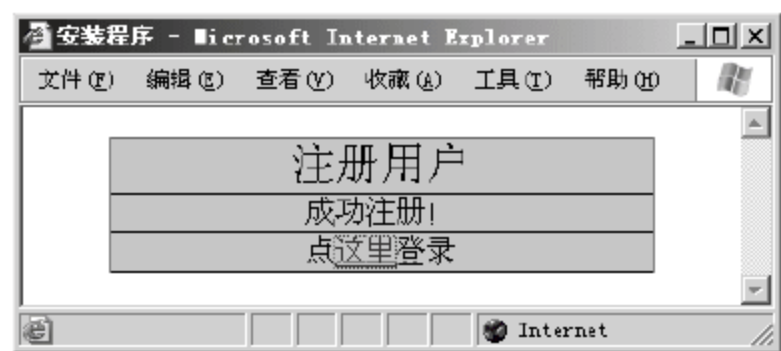 安装程序 - Microsoft Internet Explorer
文件(F) 编辑(E) 查看(V) 收藏(A) 工具(T) 帮助(H)
注册用户
成功注册!
点这里登录
Internet